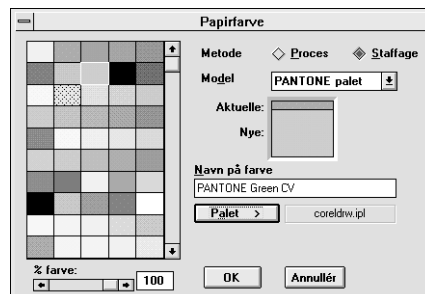 Papirfarve
Metode Proces Staffage
Model PANTONE palet
Aktuelle:
Nye:
Navn på farve
PANTONE Green CV
Palet > coreldrw.ipl
% farve:
100
OK Annullér